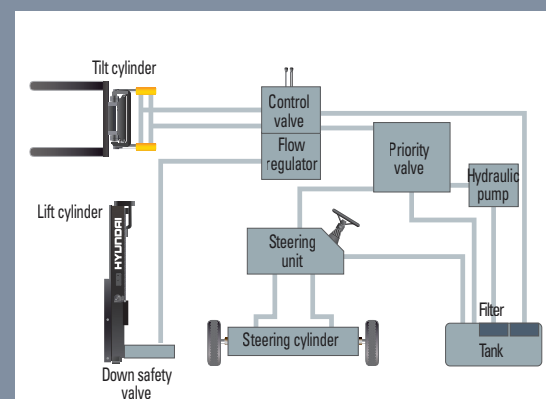 Tilt cylinder
Control
valve
Flow
regulator
Priority
valve
Hydraulic
pump
Lift cylinder
HYUNDAI
Steering
unit
Filter
Steering cylinder
Tank
Down safety
valve